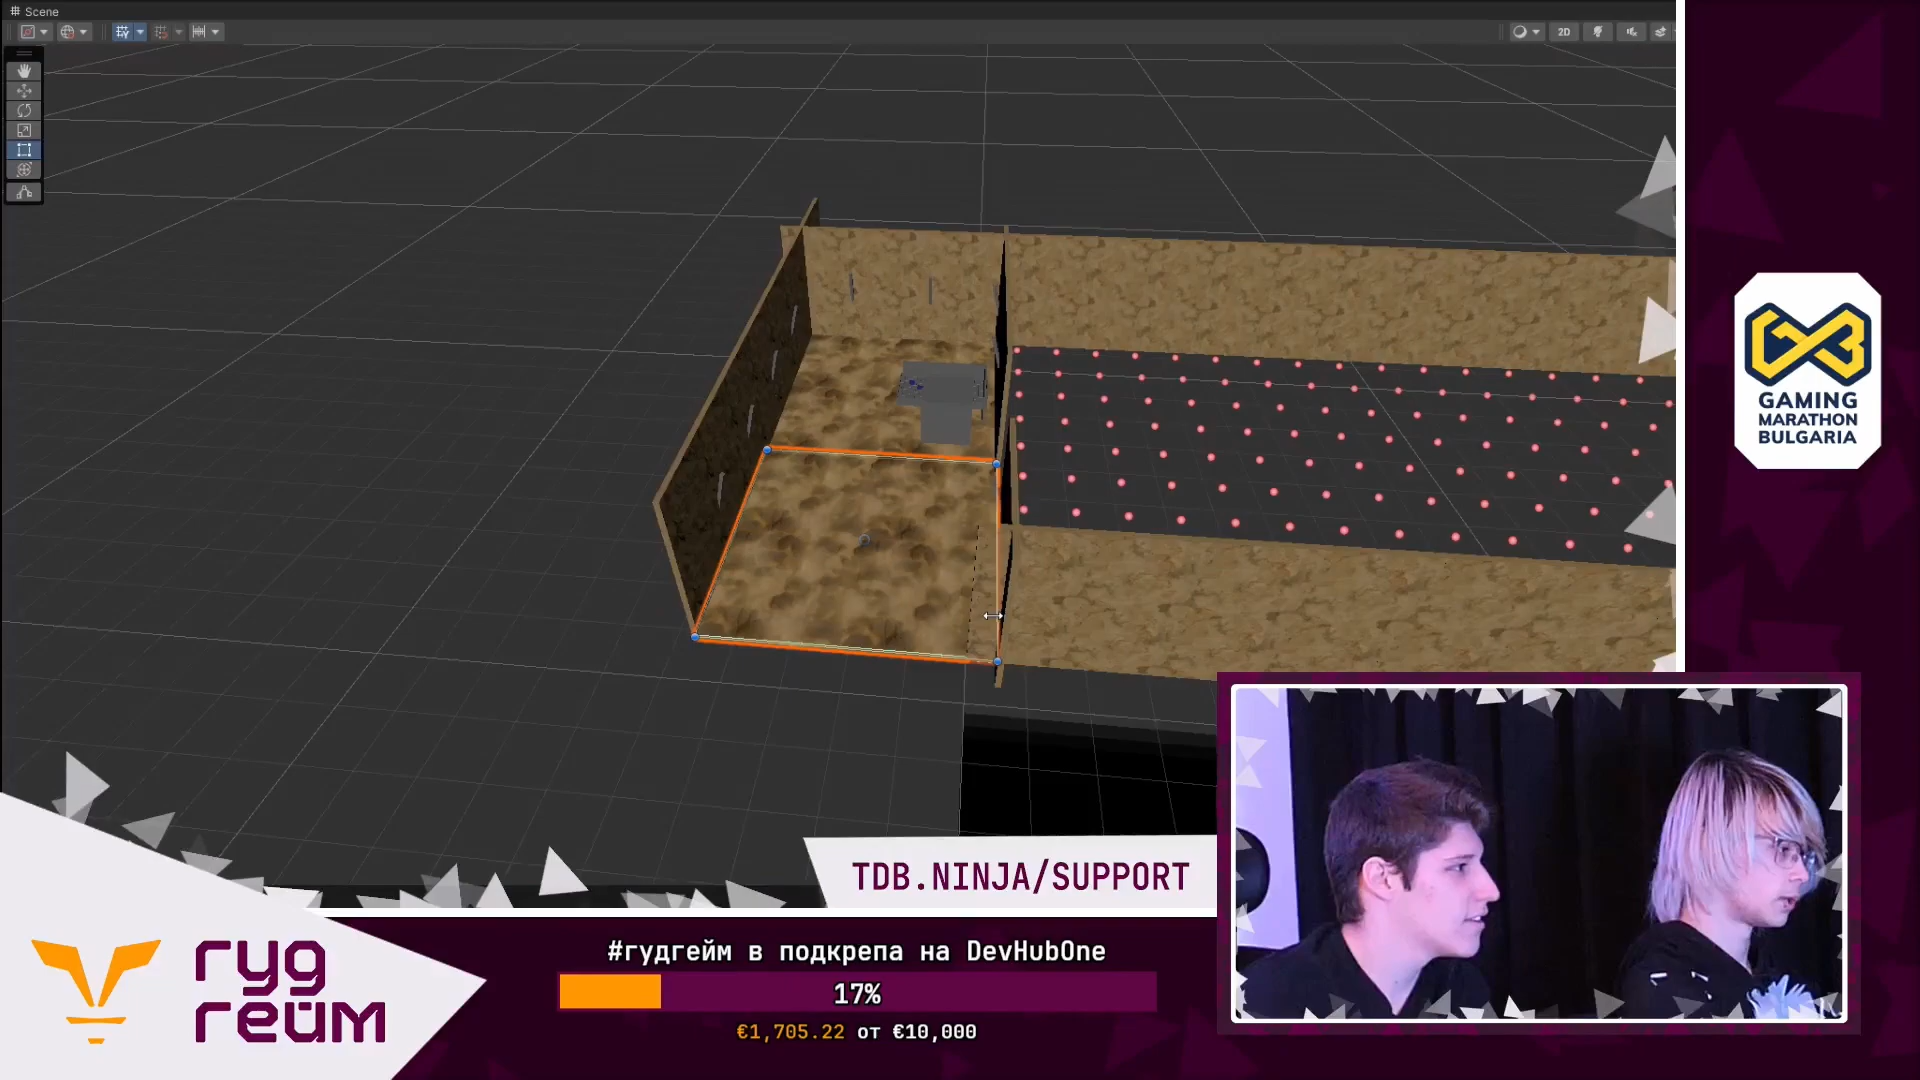 Scene
2D
GAMING
MARATHON
BULGARIA
TDB.NINJA/SUPPORT
гуд
гейм
#гудгейм в подкрепа на DevHubOne
17%
€1,705.22 от €10,000